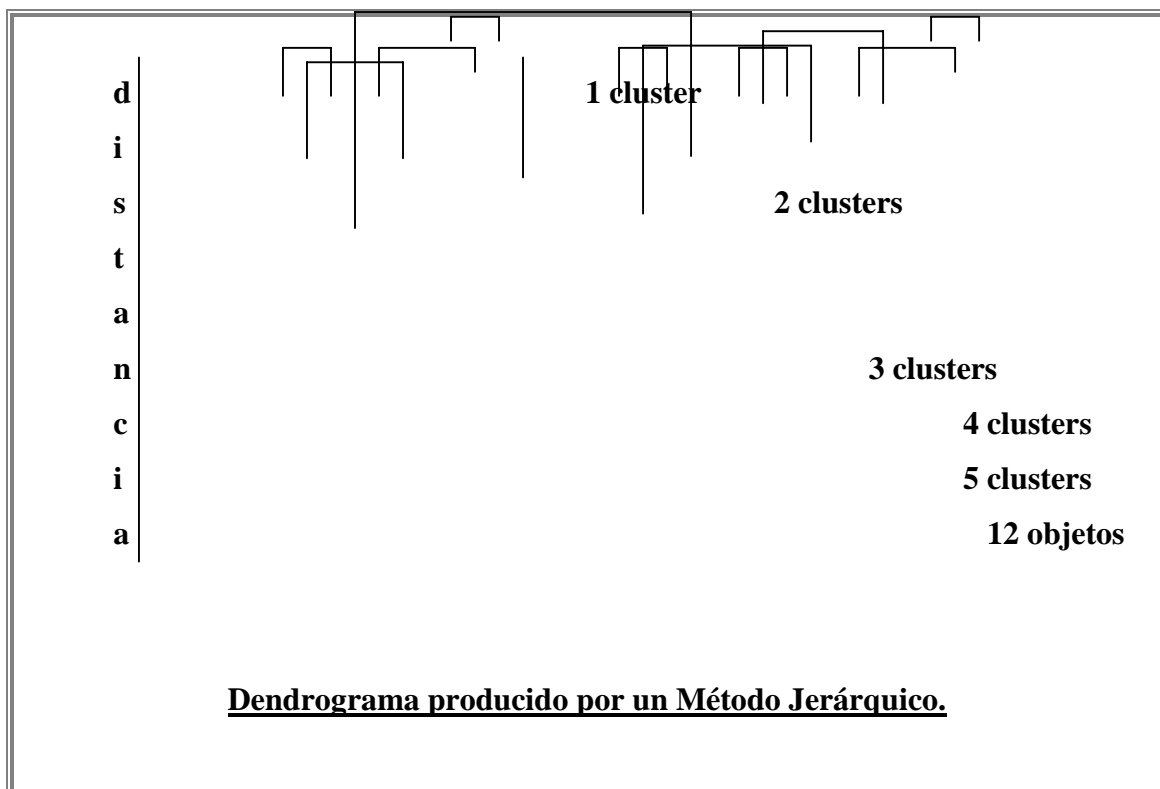 d 1 cluster
i
s 2 clusters
t
a
n 3 clusters
c 4 clusters
i 5 clusters
a 12 objetos
Dendrograma producido por un Método Jerárquico.